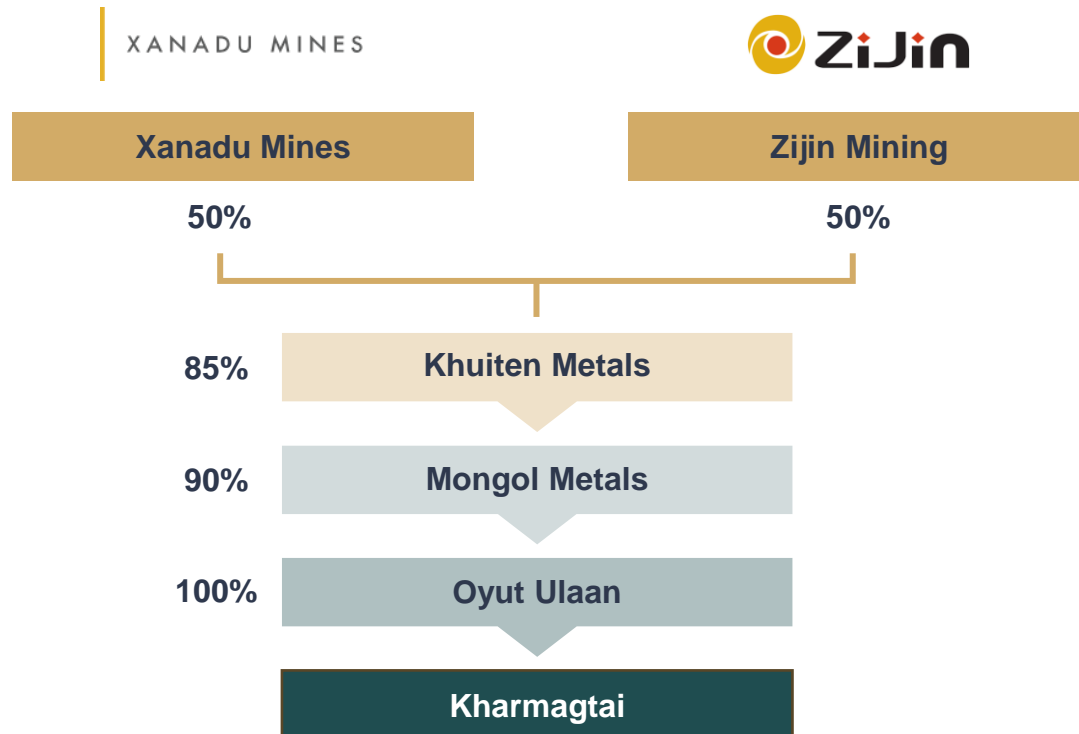 XANADU MINES
ZiJin
Xanadu Mines
Zijin Mining
50%
50%
85%
Khuiten Metals
90%
Mongol Metals
100%
Oyut Ulaan
Kharmagtai